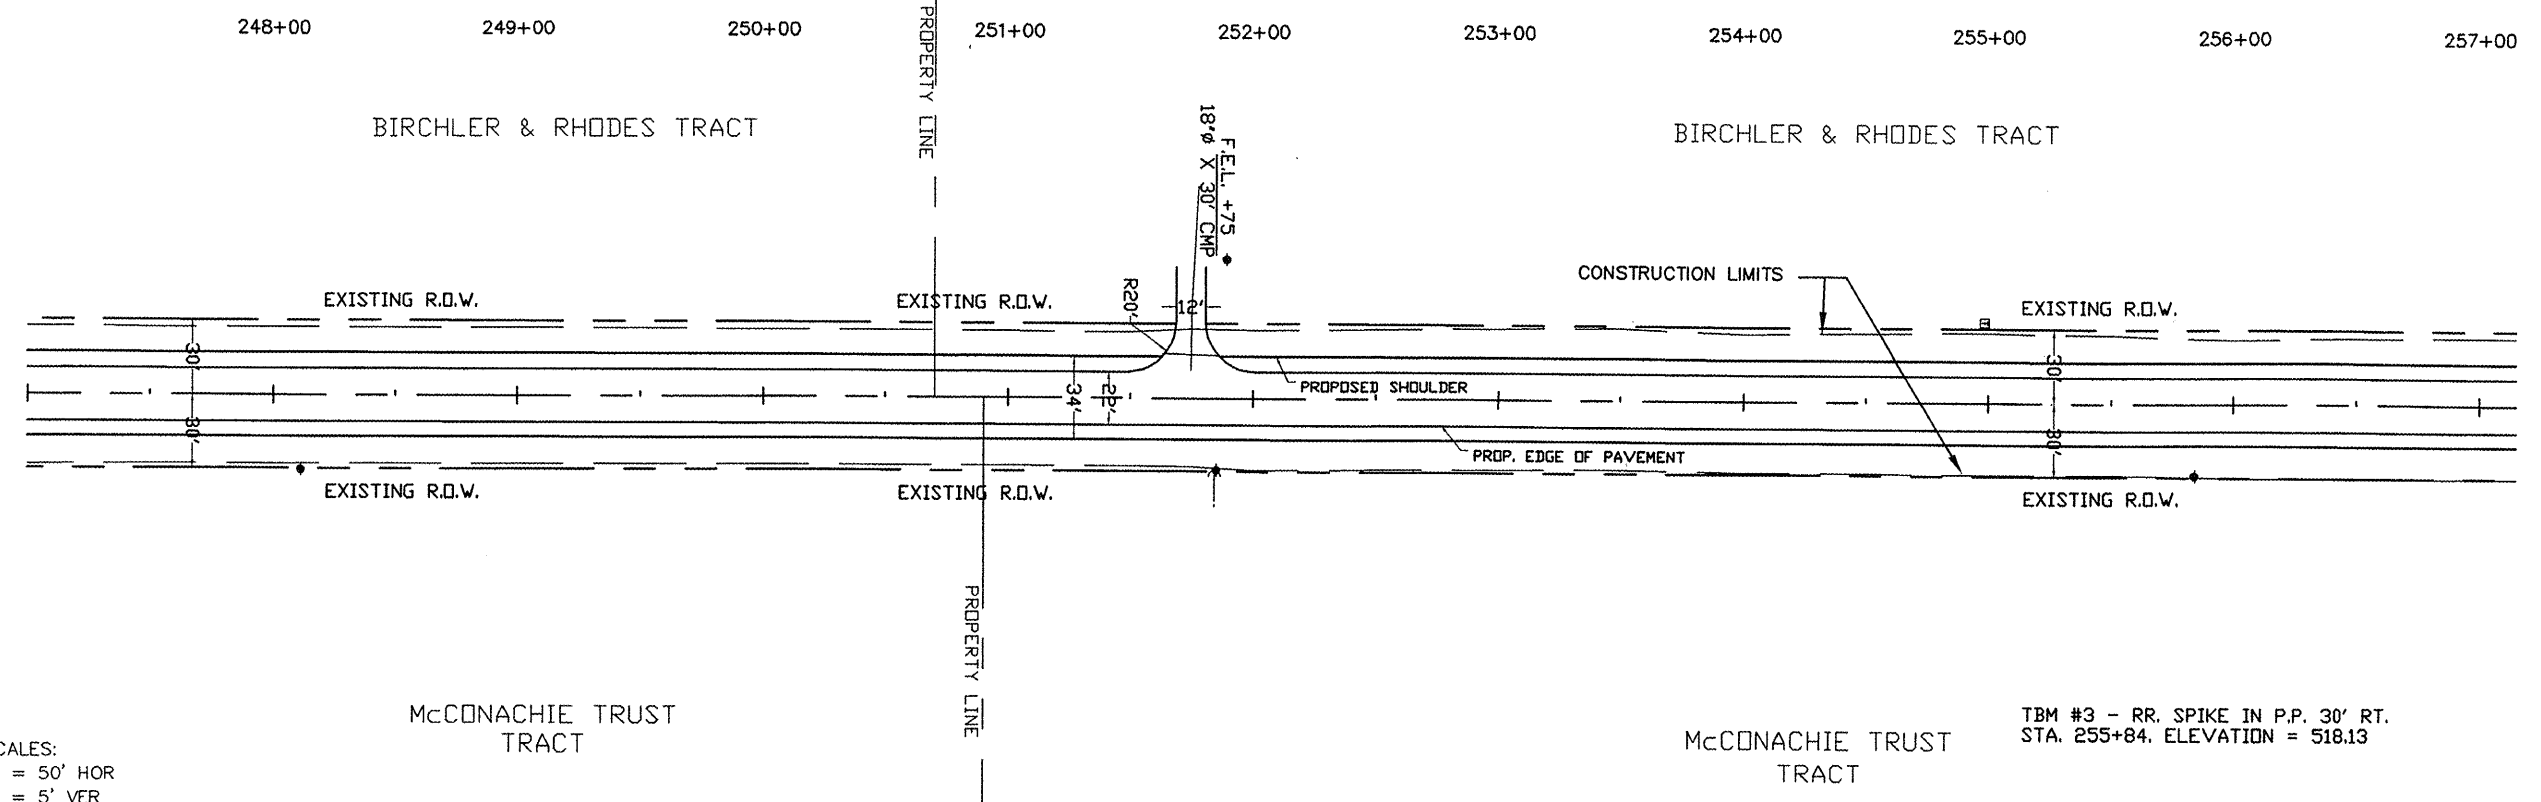 248+00 249+00 250+00 251+00 252+00 253+00 254+00 255+00 256+00 257+00
PROPERTY LINE
BIRCHLER & RHODES TRACT
18"ø X 30' CMP
F.E.L. +75
BIRCHLER & RHODES TRACT
CONSTRUCTION LIMITS
EXISTING R.O.W.
EXISTING R.O.W.
R20'
12'
EXISTING R.O.W.
E
30'
30'
34'
22'
PROPOSED SHOULDER
30'
30'
PROP. EDGE OF PAVEMENT
EXISTING R.O.W.
EXISTING R.O.W.
EXISTING R.O.W.
PROPERTY LINE
McCONACHIE TRUST
TRACT
McCONACHIE TRUST
TRACT
TBM #3 - RR. SPIKE IN P.P. 30' RT.
STA. 255+84. ELEVATION = 518.13
CALES:
= 50' HOR
= 5' VER